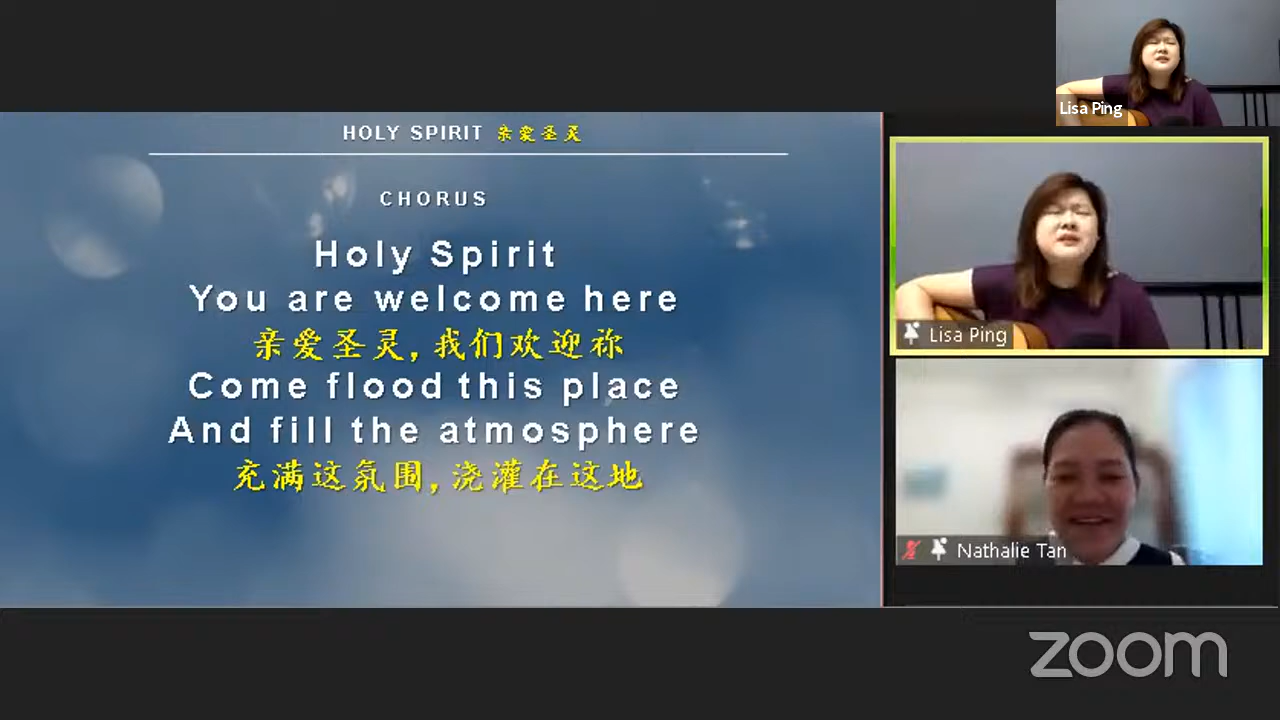 HOLY SPIRIT 亲爱圣灵
CHORUS
Holy Spirit
You are welcome here
亲爱圣灵, 我们欢迎祢
Come flood this place
And fill the atmosphere
充满这氛围, 浇灌在这地
Lisa Ping
Lisa Ping
Nathalie Tan
zoom